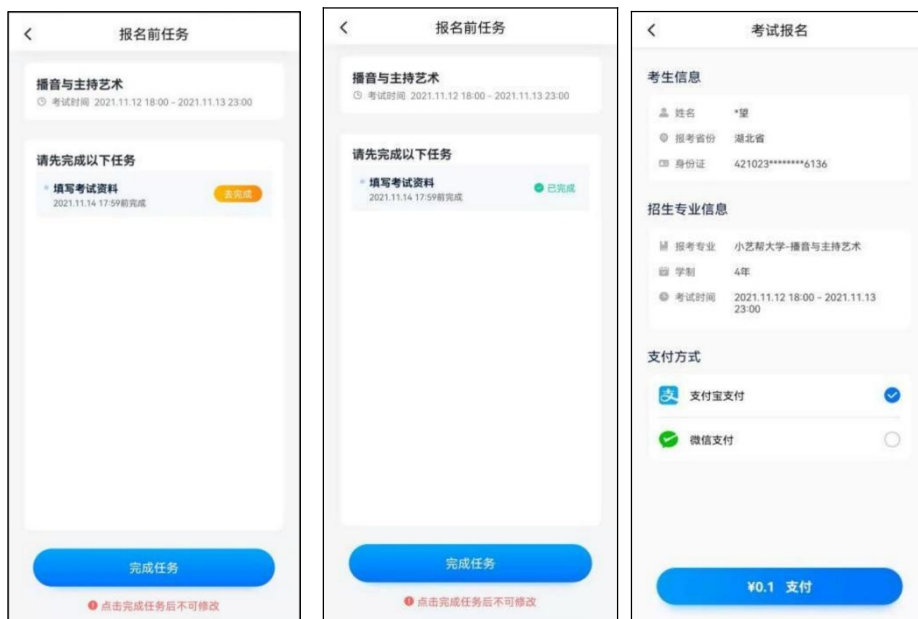 报名前任务
播音与主持艺术
考试时间 2021.11.12 18:00 - 2021.11.13 23:00
请先完成以下任务
填写考试资料
去完成
2021.11.14 17:59前完成
完成任务
点击完成任务后不可修改
报名前任务
播音与主持艺术
考试时间 2021.11.12 18:00 - 2021.11.13 23:00
请先完成以下任务
填写考试资料
已完成
2021.11.14 17:59前完成
完成任务
点击完成任务后不可修改
考试报名
考生信息
姓名 *望
报考省份 湖北省
身份证 421023********6136
招生专业信息
报考专业 小艺帮大学-播音与主持艺术
学制 4年
考试时间 2021.11.12 18:00 - 2021.11.13
23:00
支付方式
支 支付宝支付
微信支付
¥0.1 支付